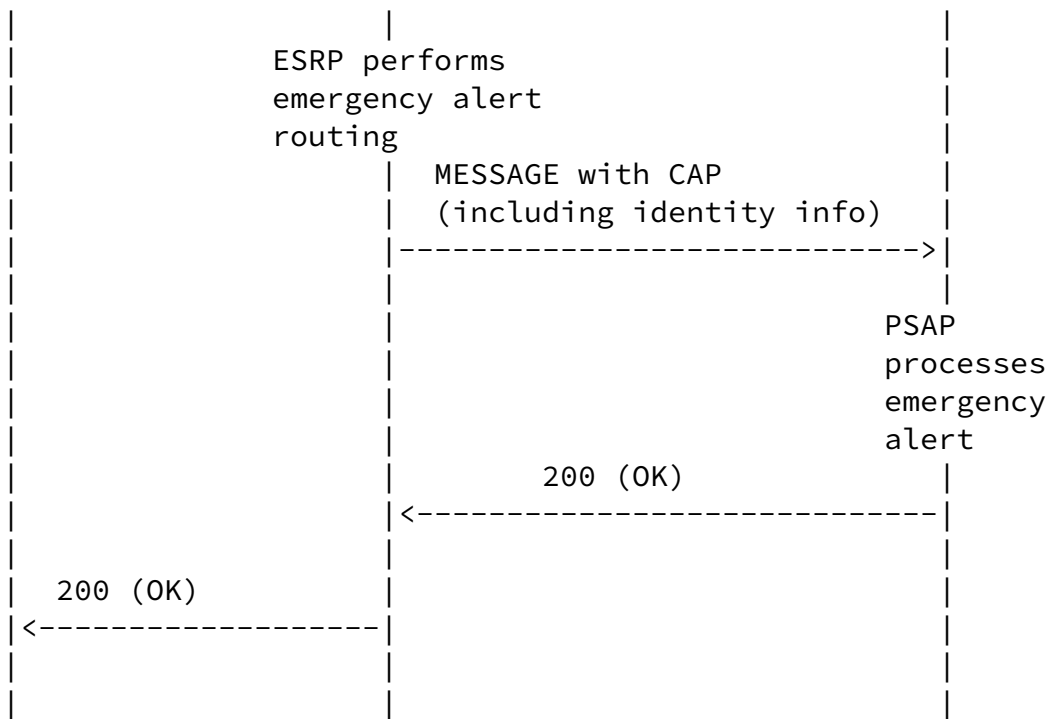 ESRP performs
emergency alert
routing
MESSAGE with CAP
(including identity info)
PSAP
processes
emergency
alert
200 (OK)
200 (OK)